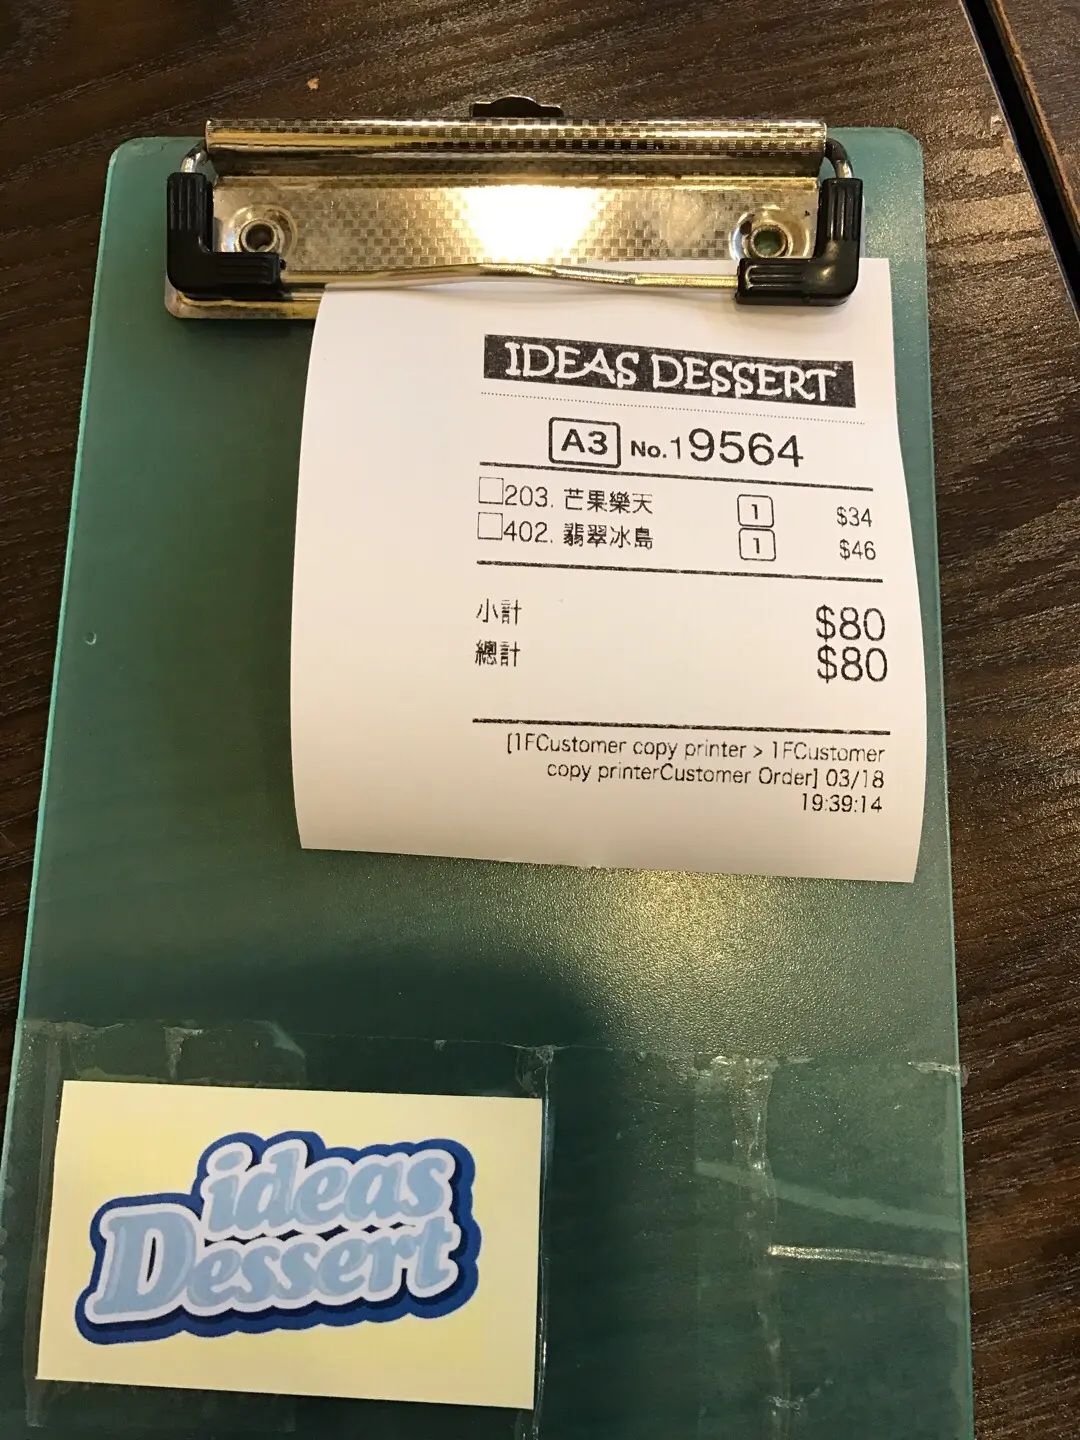 IDEAS DESSERT
A3 No.19564
203. 芒果樂天 1 $34
402. 翡翠冰島 1 $46
小計 $80
總計 $80
[1FCustomer copy printer > 1FCustomer
copy printerCustomer Order] 03/18
19:39:14
ideas
Dessert